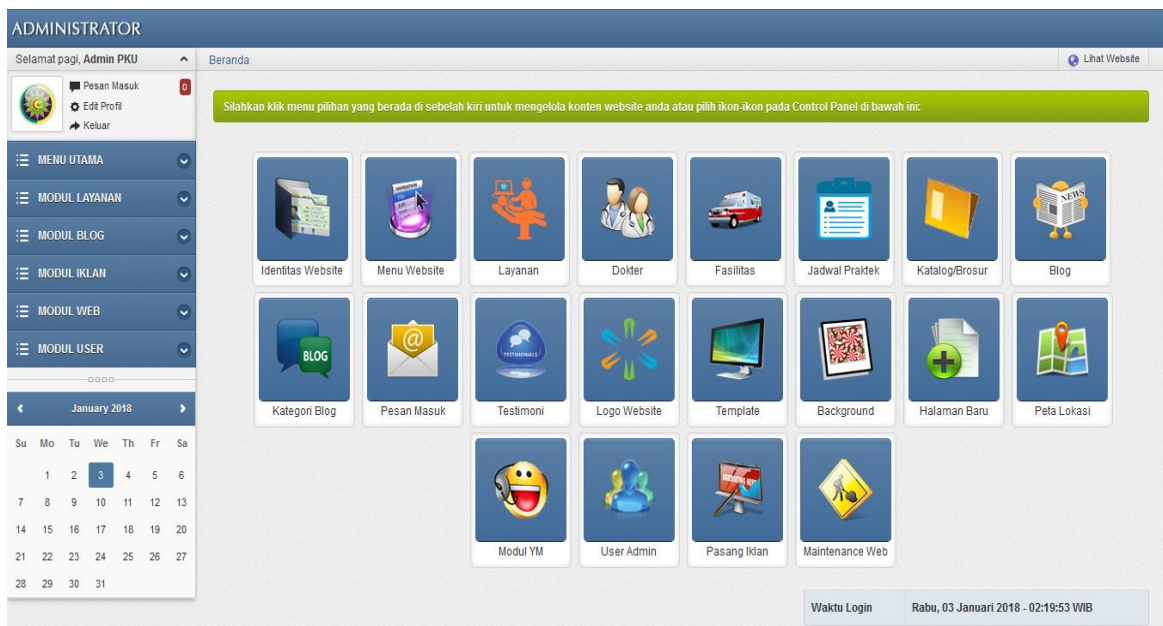 ADMINISTRATOR
Selamat pagi, Admin PKU
Pesan Masuk 0
Edit Profil
Keluar
Beranda
Lihat Website
Silahkan klik menu pilihan yang berada di sebelah kiri untuk mengelola konten website anda atau pilih ikon-ikon pada Control Panel di bawah ini:
MENU UTAMA
MODUL LAYANAN
MODUL BLOG
MODUL IKLAN
MODUL WEB
MODUL USER
January 2018
Su Mo Tu We Th Fr Sa
1 2 3 4 5 6
7 8 9 10 11 12 13
14 15 16 17 18 19 20
21 22 23 24 25 26 27
28 29 30 31
NAVIGATION
File
Edit
View
NEWS
Identitas Website Menu Website Layanan Dokter Fasilitas Jadwal Praktek Katalog/Brosur Blog
BLOG
@
TESTIMONIALS
Kategori Blog Pesan Masuk Testimoni Logo Website Template Background Halaman Baru Peta Lokasi
Modul YM User Admin Pasang Iklan Maintenance Web
Waktu Login Rabu, 03 Januari 2018 - 02:19:53 WIB